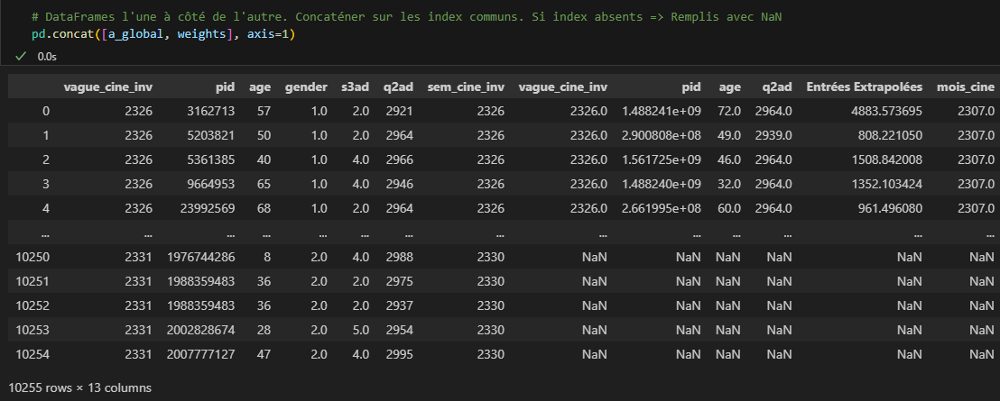 # DataFrames l'une à côté de l'autre. Concaténer sur les index communs. Si index absents => Remplis avec NaN
pd.concat([a_global, weights], axis=1)
0.0s
vague_cine_inv pid age gender s3ad q2ad sem_cine_inv vague_cine_inv pid age q2ad Entrées Extrapolées mois_cine
0 2326 3162713 57 1.0 2.0 2921 2326 2326.0 1.488241e+09 72.0 2964.0 4883.573695 2307.0
1 2326 5203821 50 1.0 2.0 2964 2326 2326.0 2.900808e+08 49.0 2939.0 808.221050 2307.0
2 2326 5361385 40 1.0 4.0 2966 2326 2326.0 1.561725e+09 46.0 2964.0 1508.842008 2307.0
3 2326 9664953 65 1.0 4.0 2946 2326 2326.0 1.488240e+09 32.0 2964.0 1352.103424 2307.0
4 2326 23992569 68 1.0 2.0 2964 2326 2326.0 2.661995e+08 60.0 2964.0 961.496080 2307.0
... ... ... ... ... ... ... ... ... ... ... ... ... ...
10250 2331 1976744286 8 2.0 4.0 2988 2330 NaN NaN NaN NaN NaN NaN
10251 2331 1988359483 36 2.0 2.0 2975 2330 NaN NaN NaN NaN NaN NaN
10252 2331 1988359483 36 2.0 2.0 2937 2330 NaN NaN NaN NaN NaN NaN
10253 2331 2002828674 28 2.0 5.0 2954 2330 NaN NaN NaN NaN NaN NaN
10254 2331 2007777127 47 2.0 4.0 2995 2330 NaN NaN NaN NaN NaN NaN
10255 rows × 13 columns